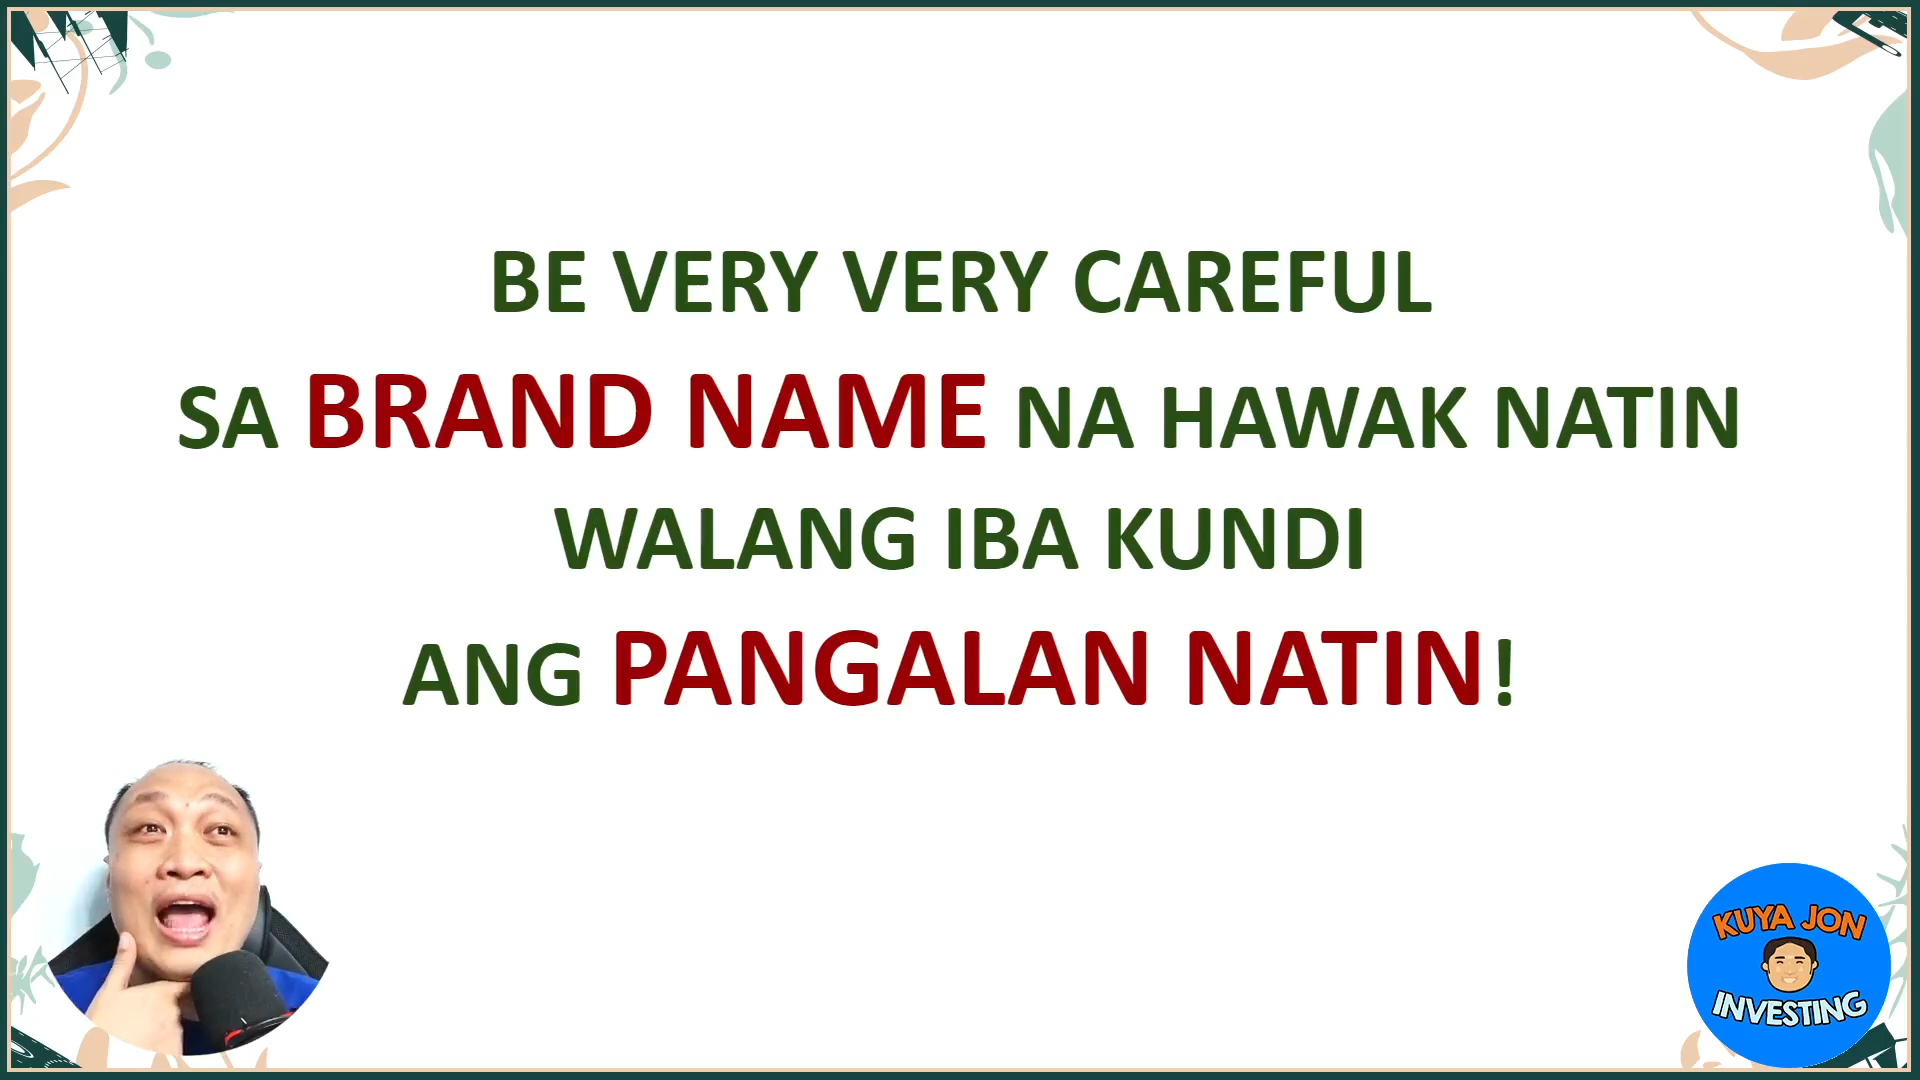 BE VERY VERY CAREFUL
SA BRAND NAME NA HAWAK NATIN
WALANG IBA KUNDI
ANG PANGALAN NATIN!
KUYA JON
INVESTING